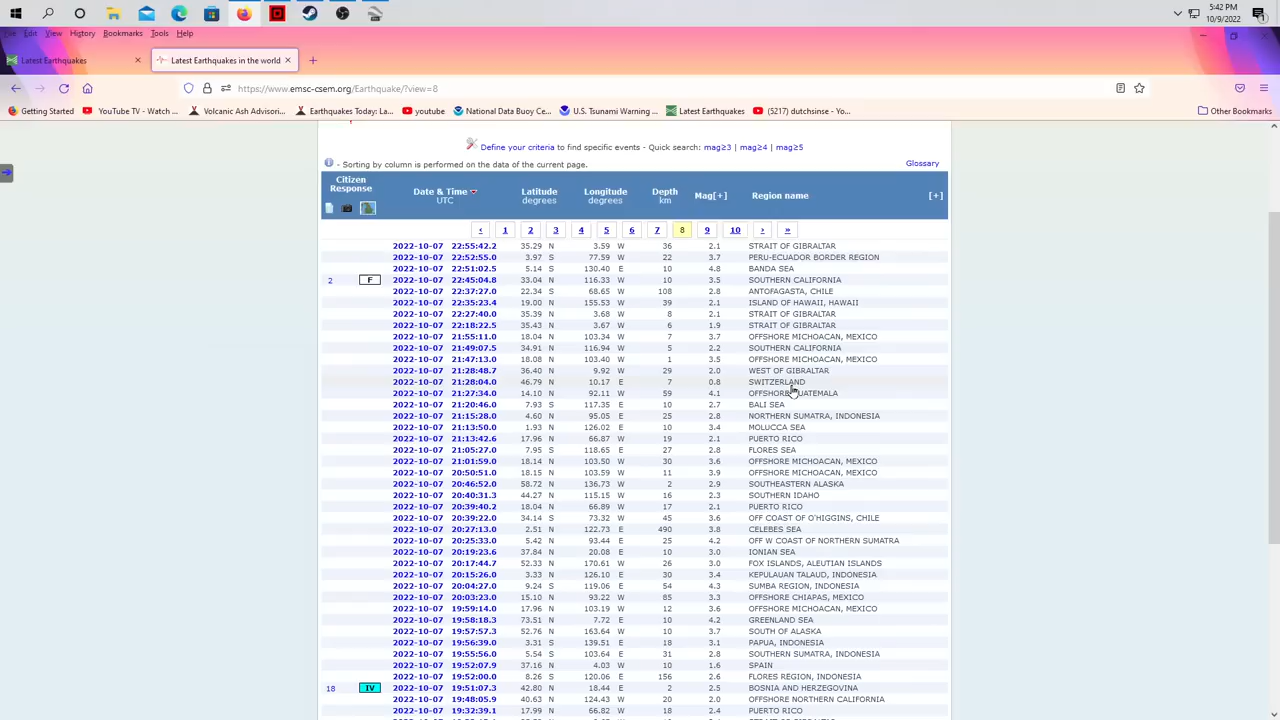 5:42 PM
10/9/2022
File Edit View History Bookmarks Tools Help
Latest Earthquakes × Latest Earthquakes in the world × +
https://www.emsc-csem.org/Earthquake/?view=8
Getting Started YouTube TV - Watch ... Volcanic Ash Advisori... Earthquakes Today: La... youtube National Data Buoy Ce... U.S. Tsunami Warning ... Latest Earthquakes (5217) dutchsinse - Yo... Other Bookmarks
Define your criteria to find specific events - Quick search: mag≥3 | mag≥4 | mag≥5
- Sorting by column is performed on the data of the current page. Glossary
Citizen Response Date & Time UTC Latitude degrees Longitude degrees Depth km Mag[+] Region name [+]
‹ 1 2 3 4 5 6 7 8 9 10 › »
2022-10-07 22:55:42.2 35.29 N 3.59 W 36 2.1 STRAIT OF GIBRALTAR
2022-10-07 22:52:55.0 3.97 S 77.59 W 22 3.7 PERU-ECUADOR BORDER REGION
2022-10-07 22:51:02.5 5.14 S 130.40 E 10 4.8 BANDA SEA
2 F 2022-10-07 22:45:04.8 33.04 N 116.33 W 10 3.5 SOUTHERN CALIFORNIA
2022-10-07 22:37:27.0 22.34 S 68.65 W 108 2.8 ANTOFAGASTA, CHILE
2022-10-07 22:35:23.4 19.00 N 155.53 W 39 2.1 ISLAND OF HAWAII, HAWAII
2022-10-07 22:27:40.0 35.39 N 3.68 W 8 2.1 STRAIT OF GIBRALTAR
2022-10-07 22:18:22.5 35.43 N 3.67 W 6 1.9 STRAIT OF GIBRALTAR
2022-10-07 21:55:11.0 18.04 N 103.34 W 7 3.7 OFFSHORE MICHOACAN, MEXICO
2022-10-07 21:49:07.5 34.91 N 116.94 W 5 2.2 SOUTHERN CALIFORNIA
2022-10-07 21:47:13.0 18.08 N 103.40 W 1 3.5 OFFSHORE MICHOACAN, MEXICO
2022-10-07 21:28:48.7 36.40 N 9.92 W 29 2.0 WEST OF GIBRALTAR
2022-10-07 21:28:04.0 46.79 N 10.17 E 7 0.8 SWITZERLAND
2022-10-07 21:27:34.0 14.10 N 92.11 W 59 4.1 OFFSHORE GUATEMALA
2022-10-07 21:20:46.0 7.93 S 117.35 E 10 2.7 BALI SEA
2022-10-07 21:15:28.0 4.60 N 95.05 E 25 2.8 NORTHERN SUMATRA, INDONESIA
2022-10-07 21:13:50.0 1.93 N 126.02 E 10 3.4 MOLUCCA SEA
2022-10-07 21:13:42.6 17.96 N 66.87 W 19 2.1 PUERTO RICO
2022-10-07 21:05:27.0 7.95 S 118.65 E 27 2.8 FLORES SEA
2022-10-07 21:01:59.0 18.14 N 103.50 W 30 3.6 OFFSHORE MICHOACAN, MEXICO
2022-10-07 20:50:51.0 18.15 N 103.59 W 11 3.9 OFFSHORE MICHOACAN, MEXICO
2022-10-07 20:46:52.0 58.72 N 136.73 W 2 2.9 SOUTHEASTERN ALASKA
2022-10-07 20:40:31.3 44.27 N 115.15 W 16 2.3 SOUTHERN IDAHO
2022-10-07 20:39:40.2 18.04 N 66.89 W 17 2.1 PUERTO RICO
2022-10-07 20:39:22.0 34.14 S 73.32 W 45 3.6 OFF COAST OF O'HIGGINS, CHILE
2022-10-07 20:27:13.0 2.51 N 122.73 E 490 3.8 CELEBES SEA
2022-10-07 20:25:33.0 5.42 N 93.44 E 25 4.2 OFF W COAST OF NORTHERN SUMATRA
2022-10-07 20:19:23.6 37.84 N 20.08 E 10 3.0 IONIAN SEA
2022-10-07 20:17:44.7 52.33 N 170.61 W 26 3.0 FOX ISLANDS, ALEUTIAN ISLANDS
2022-10-07 20:15:26.0 3.33 N 126.10 E 30 3.4 KEPULAUAN TALAUD, INDONESIA
2022-10-07 20:04:27.0 9.24 S 119.06 E 54 4.3 SUMBA REGION, INDONESIA
2022-10-07 20:03:23.0 15.10 N 93.22 W 85 3.3 OFFSHORE CHIAPAS, MEXICO
2022-10-07 19:59:14.0 17.96 N 103.19 W 12 3.6 OFFSHORE MICHOACAN, MEXICO
2022-10-07 19:58:18.3 73.51 N 7.72 E 10 4.2 GREENLAND SEA
2022-10-07 19:57:57.3 52.76 N 163.64 W 10 3.7 SOUTH OF ALASKA
2022-10-07 19:56:39.0 3.31 S 139.51 E 18 3.1 PAPUA, INDONESIA
2022-10-07 19:55:56.0 5.54 S 103.64 E 31 2.8 SOUTHERN SUMATRA, INDONESIA
2022-10-07 19:52:07.9 37.16 N 4.03 W 10 1.6 SPAIN
2022-10-07 19:52:00.0 8.26 S 120.06 E 156 2.6 FLORES REGION, INDONESIA
18 IV 2022-10-07 19:51:07.3 42.80 N 18.44 E 2 2.5 BOSNIA AND HERZEGOVINA
2022-10-07 19:48:05.9 40.63 N 124.43 W 20 2.0 OFFSHORE NORTHERN CALIFORNIA
2022-10-07 19:32:39.1 17.99 N 66.82 W 18 2.4 PUERTO RICO